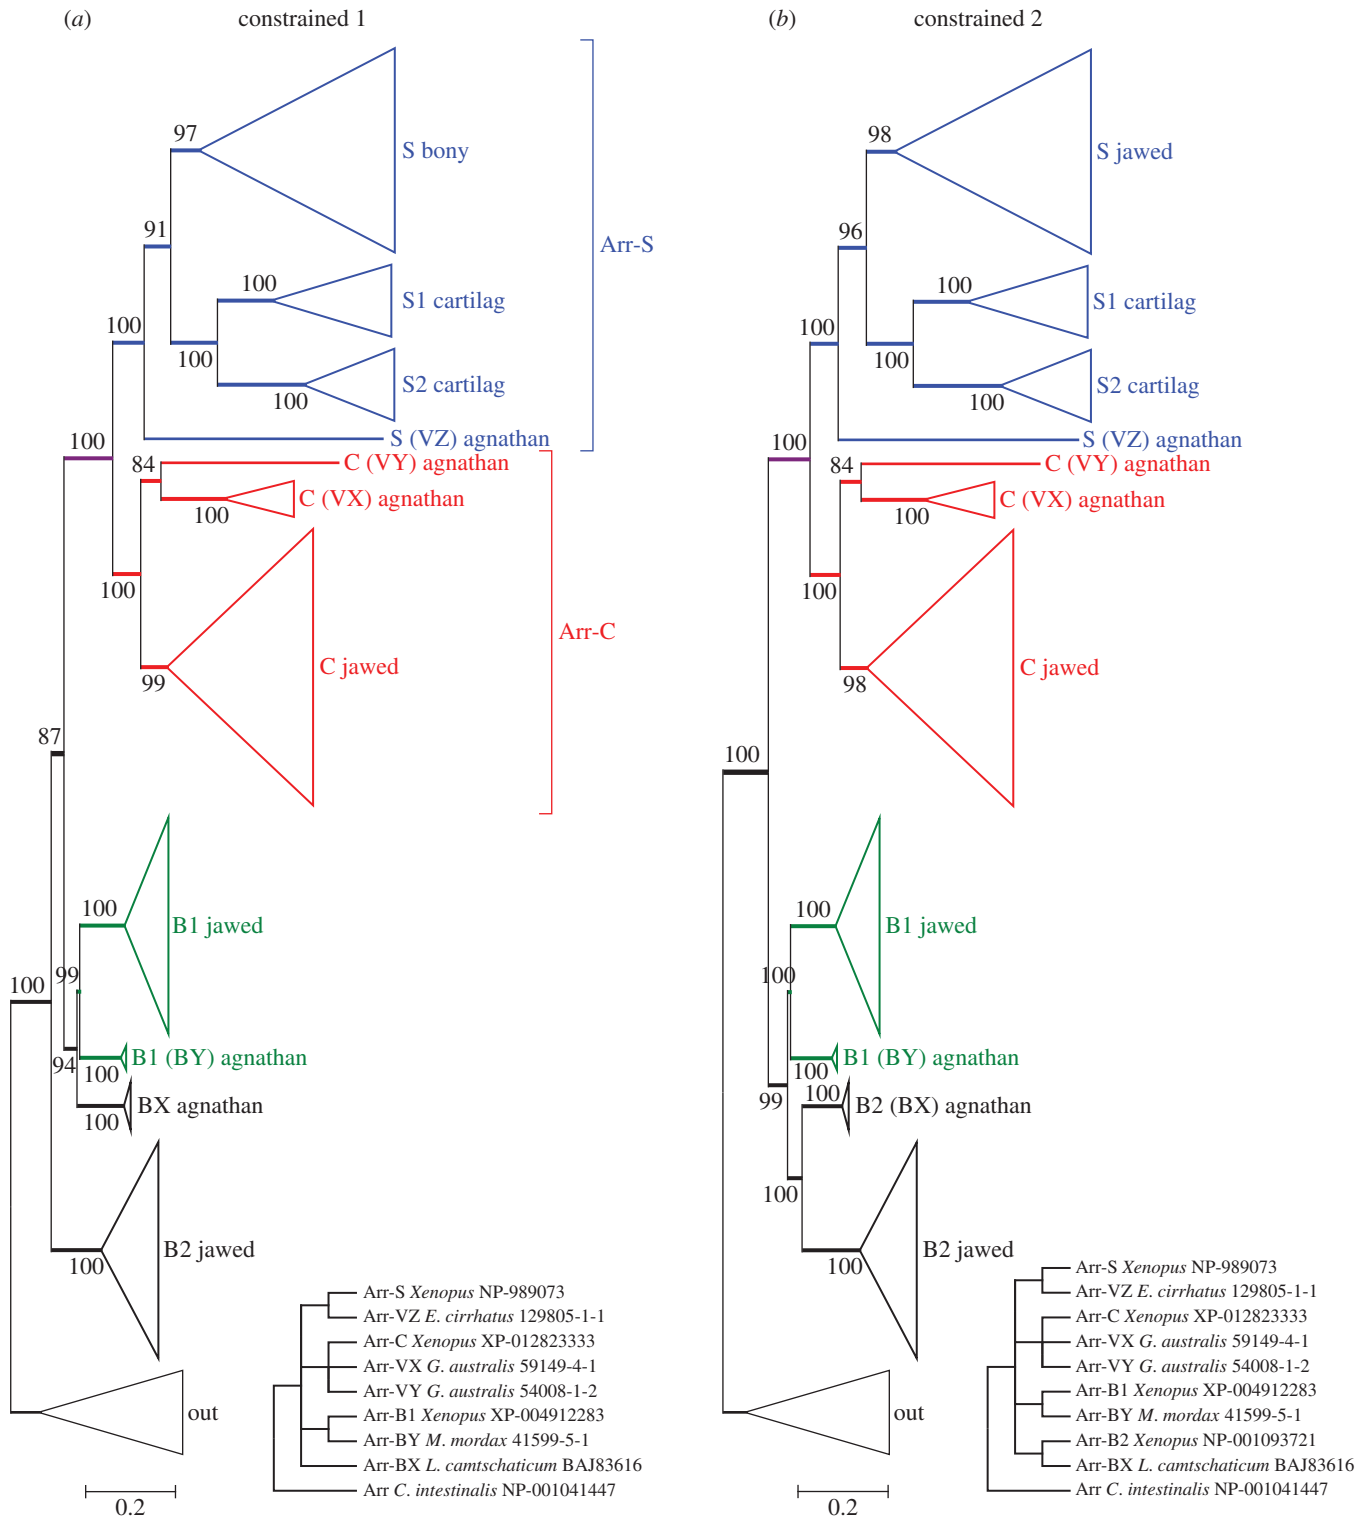 (a) constrained 1
97
S bony
91
Arr-S
100
S1 cartilag
100
100
S2 cartilag
100
S (VZ) agnathan
100
84
C (VY) agnathan
C (VX) agnathan
100
100
Arr-C
C jawed
99
87
100
B1 jawed
99
100
94
B1 (BY) agnathan
100
BX agnathan
100
B2 jawed
100
out
0.2
Arr-S Xenopus NP-989073
Arr-VZ E. cirrhatus 129805-1-1
Arr-C Xenopus XP-012823333
Arr-VX G. australis 59149-4-1
Arr-VY G. australis 54008-1-2
Arr-B1 Xenopus XP-004912283
Arr-BY M. mordax 41599-5-1
Arr-BX L. camtschaticum BAJ83616
Arr C. intestinalis NP-001041447
(b) constrained 2
98
S jawed
96
100
S1 cartilag
100
100
S2 cartilag
100
S (VZ) agnathan
100
84
C (VY) agnathan
C (VX) agnathan
100
100
C jawed
98
100
100
B1 jawed
100
B1 (BY) agnathan
100
100
99
B2 (BX) agnathan
100
B2 jawed
100
out
0.2
Arr-S Xenopus NP-989073
Arr-VZ E. cirrhatus 129805-1-1
Arr-C Xenopus XP-012823333
Arr-VX G. australis 59149-4-1
Arr-VY G. australis 54008-1-2
Arr-B1 Xenopus XP-004912283
Arr-BY M. mordax 41599-5-1
Arr-B2 Xenopus NP-001093721
Arr-BX L. camtschaticum BAJ83616
Arr C. intestinalis NP-001041447